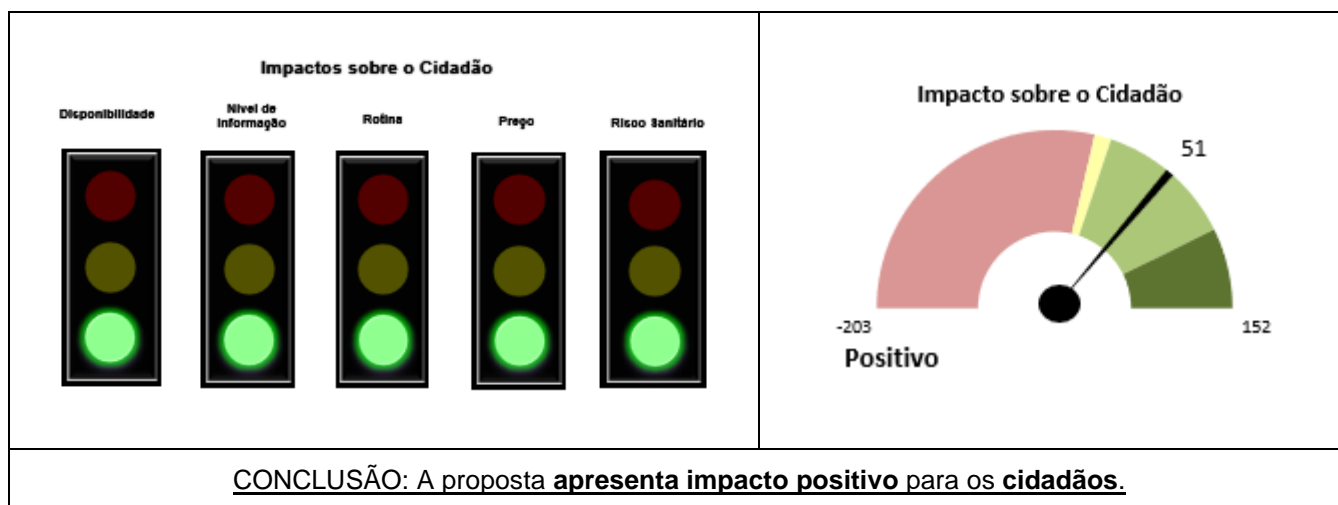 Impactos sobre o Cidadão
Disponibilidade
Nível de
Informação
Rotina
Preço
Risco Sanitário
Impacto sobre o Cidadão
51
-203
152
Positivo
CONCLUSÃO: A proposta apresenta impacto positivo para os cidadãos.